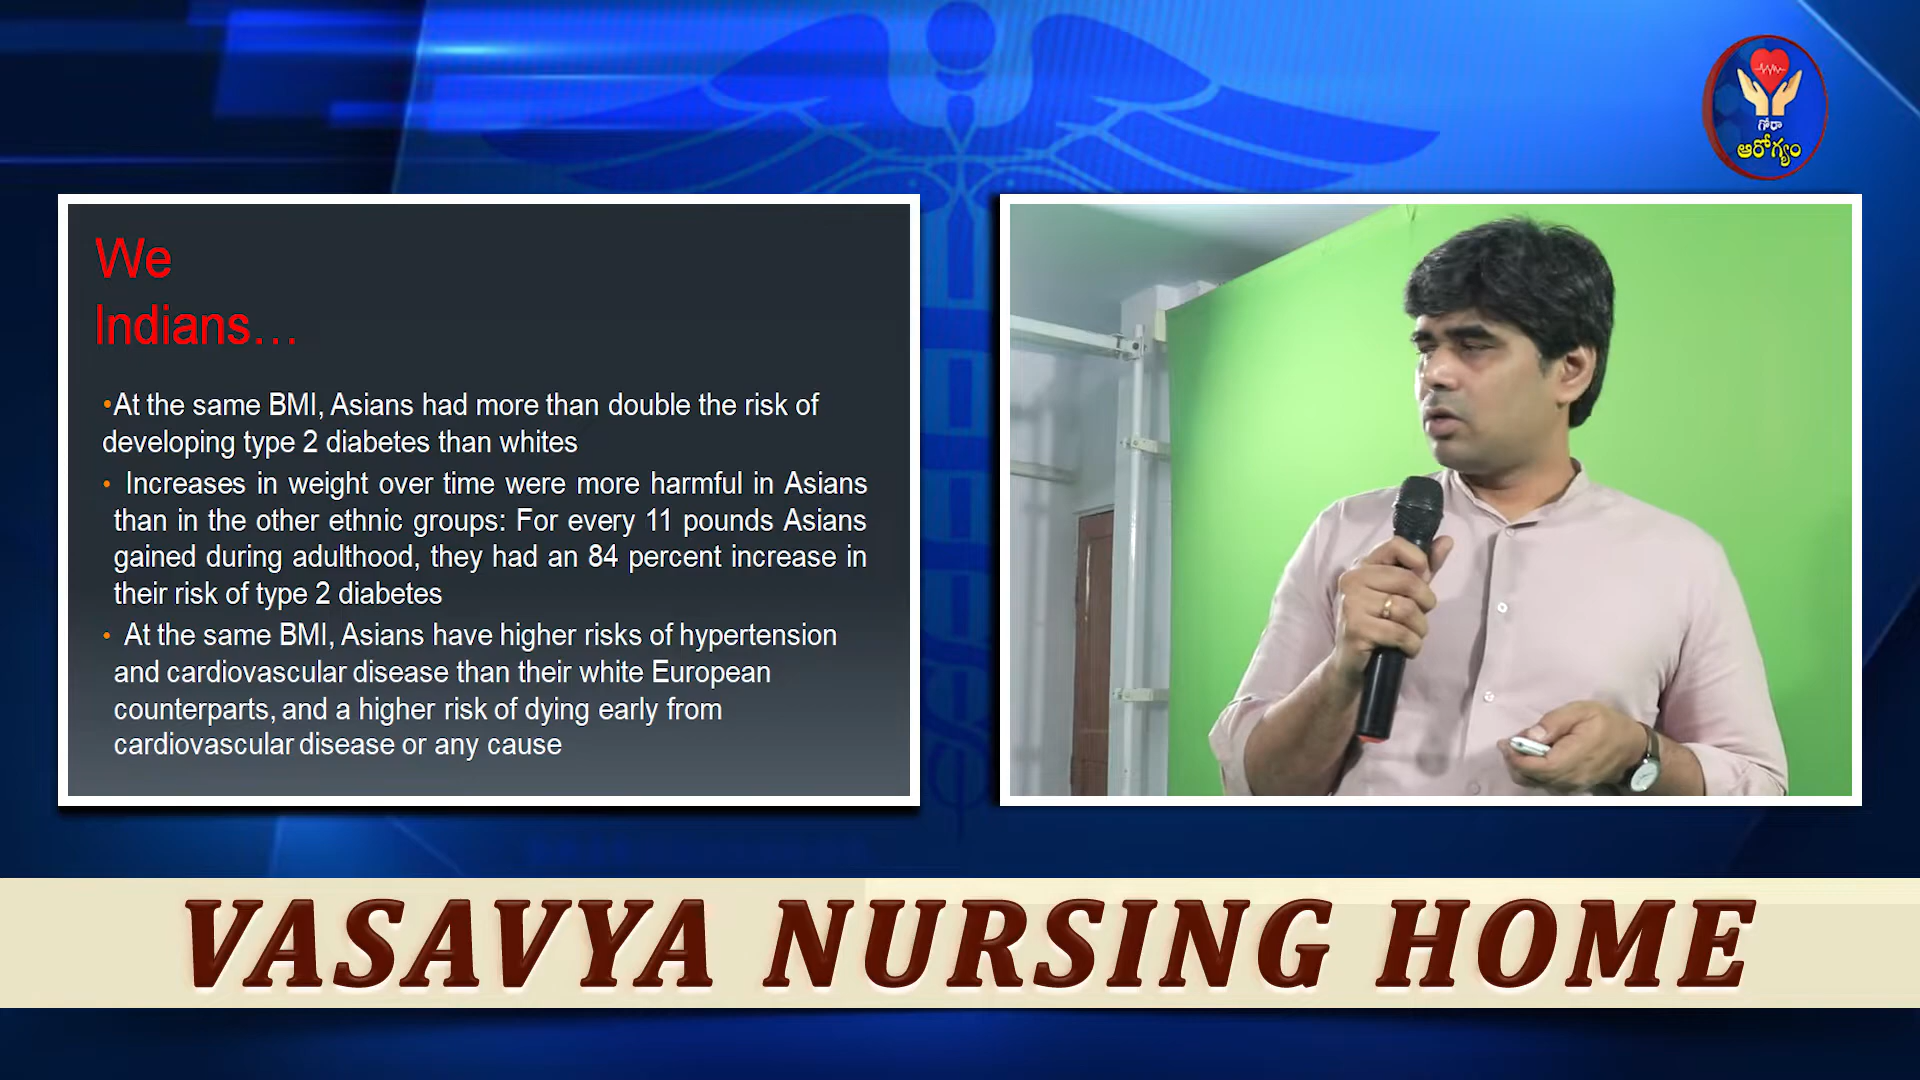 గోరా
ఆరోగ్యం
We
Indians…
•At the same BMI, Asians had more than double the risk of
developing type 2 diabetes than whites
• Increases in weight over time were more harmful in Asians
than in the other ethnic groups: For every 11 pounds Asians
gained during adulthood, they had an 84 percent increase in
their risk of type 2 diabetes
• At the same BMI, Asians have higher risks of hypertension
and cardiovascular disease than their white European
counterparts, and a higher risk of dying early from
cardiovascular disease or any cause
VASAVYA NURSING HOME